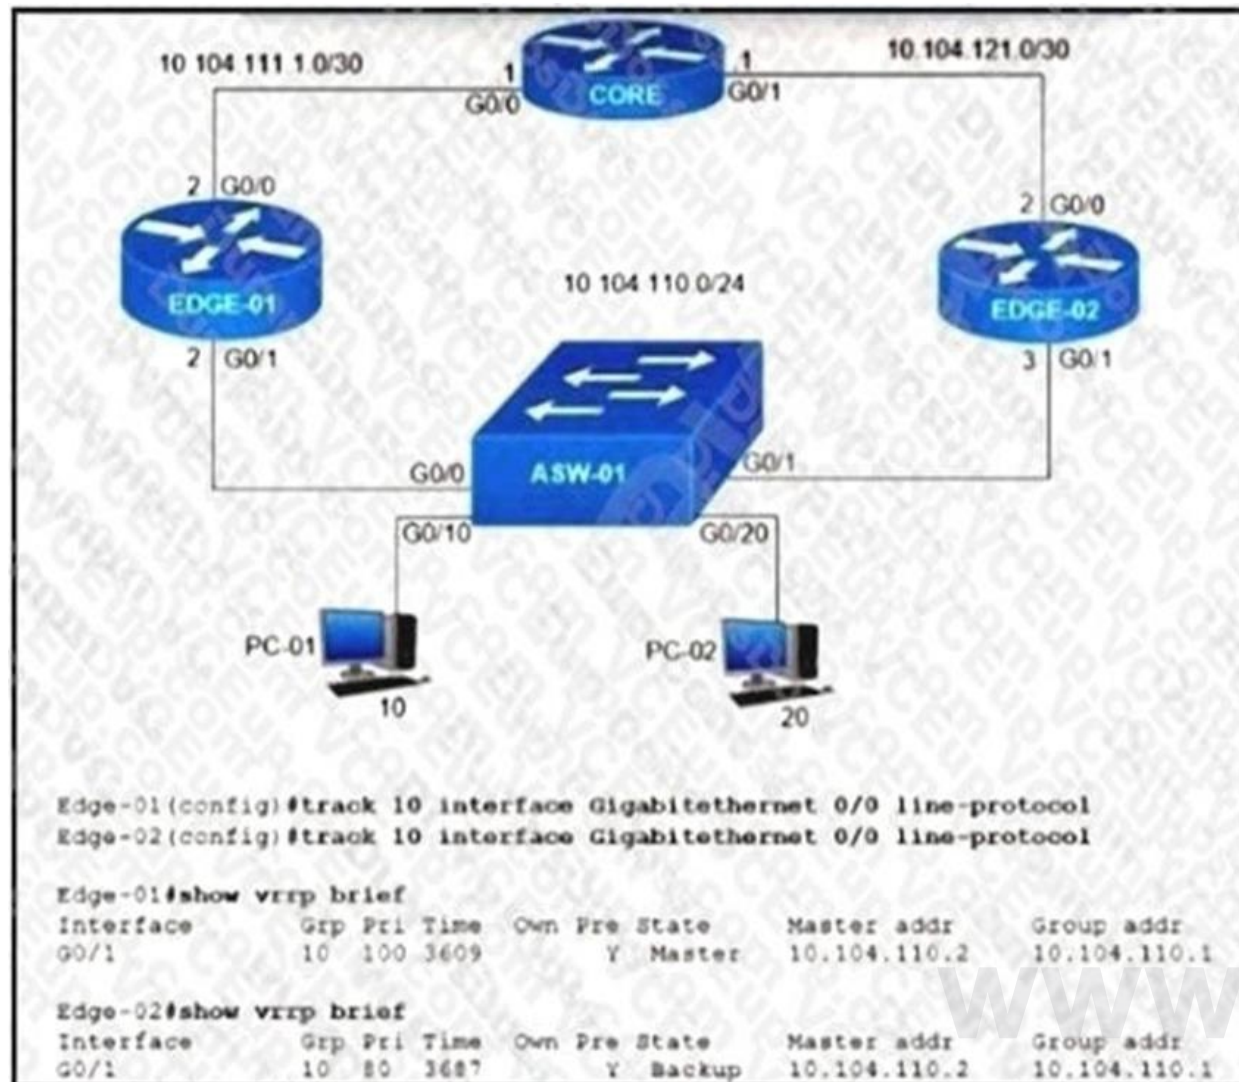 10 104 111 1.0/30
10.104.121.0/30
1
CORE
1
G0/0
G0/1
2 G0/0
2 G0/0
EDGE-01
10 104 110 0/24
EDGE-02
2 G0/1
3 G0/1
G0/0
ASW-01
G0/1
G0/10
G0/20
PC-01
PC-02
10
20
Edge-01(config)#track 10 interface Gigabitethernet 0/0 line-protocol
Edge-02(config)#track 10 interface Gigabitethernet 0/0 line-protocol
Edge-01#show vrrp brief
Interface Grp Pri Time Own Pre State Master addr Group addr
G0/1 10 100 3609 Y Master 10.104.110.2 10.104.110.1
Edge-02#show vrrp brief
Interface Grp Pri Time Own Pre State Master addr Group addr
G0/1 10 80 3687 Y Backup 10.104.110.2 10.104.110.1
www